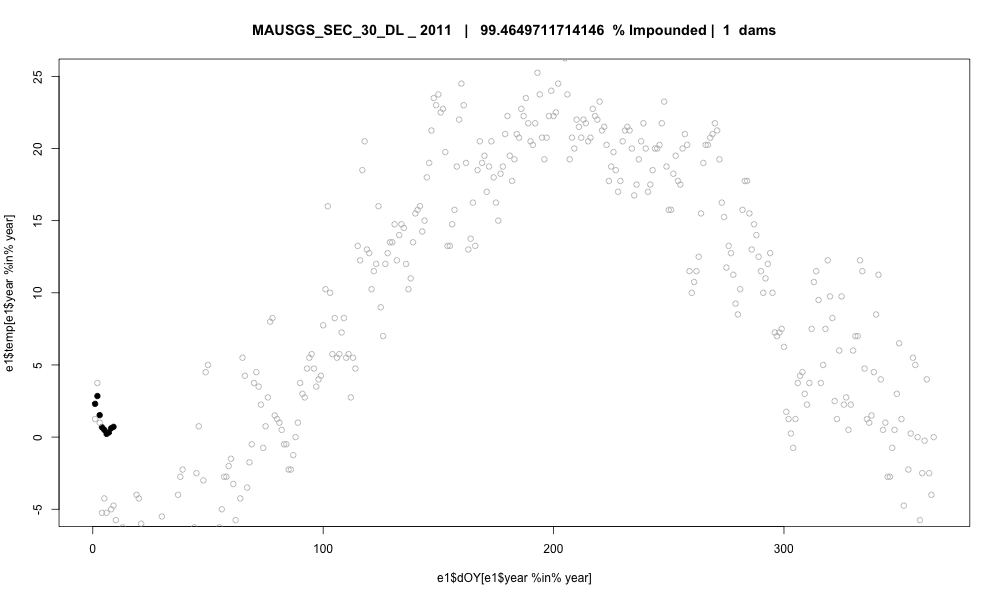 MAUSGS_SEC_30_DL _ 2011 | 99.4649711714146 % Impounded | 1 dams
25
20
15
10
5
0
-5
e1$temp[e1$year %in% year]
0 100 200 300
e1$dOY[e1$year %in% year]